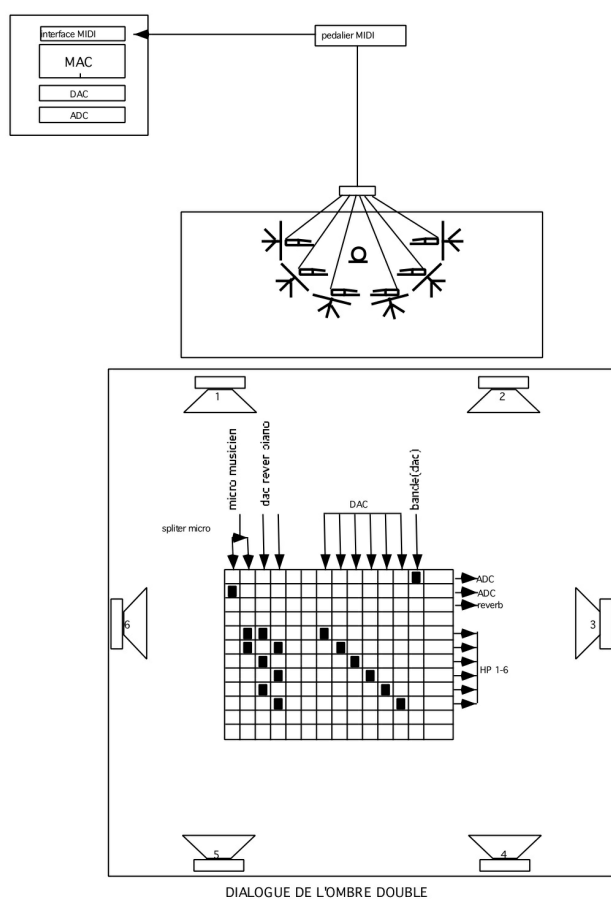 interface MIDI
pedalier MIDI
MAC
DAC
ADC
1
2
micro musicien
dac rever piano
DAC
bande(dac)
spliter micro
ADC
ADC
reverb
6
3
HP 1-6
5
4
DIALOGUE DE L'OMBRE DOUBLE